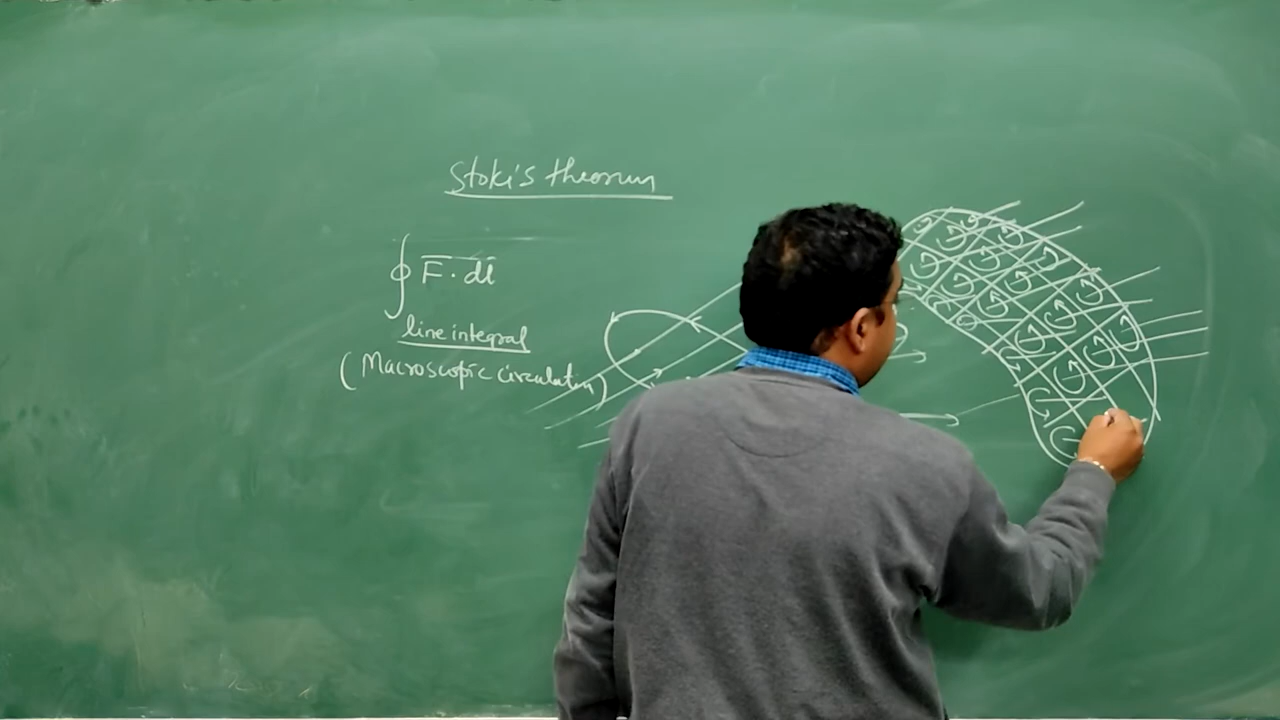 Stoke's theorem
∮ F̅ · dl̅
line integral
(Macroscopic circulation)